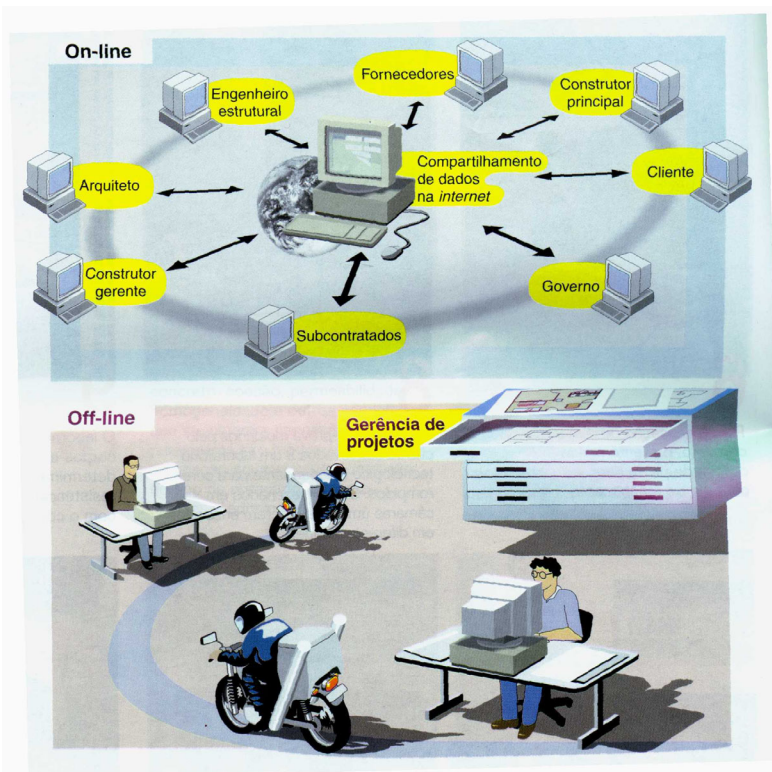 On-line
Fornecedores
Engenheiro
estrutural
Construtor
principal
Arquiteto
Compartilhamento
de dados
na internet
Cliente
Construtor
gerente
Governo
Subcontratados
Off-line
Gerência de
projetos